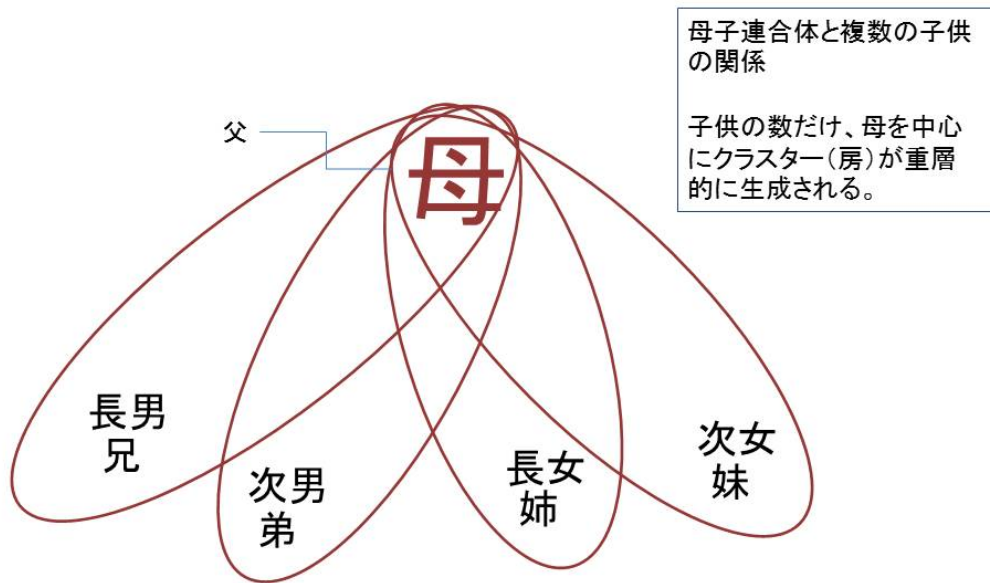 母子連合体と複数の子供
の関係
子供の数だけ、母を中心
にクラスター(房)が重層
的に生成される。
父
母
長男
兄
次男
弟
長女
姉
次女
妹